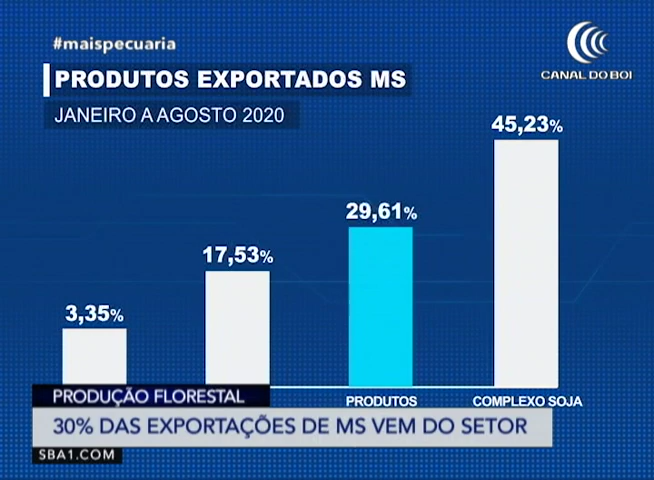 #maispecuaria
CANAL DO BOI
PRODUTOS EXPORTADOS MS
JANEIRO A AGOSTO 2020
45,23%
29,61%
17,53%
3,35%
PRODUTOS
COMPLEXO SOJA
PRODUÇÃO FLORESTAL
30% DAS EXPORTAÇÕES DE MS VEM DO SETOR
SBA1.COM